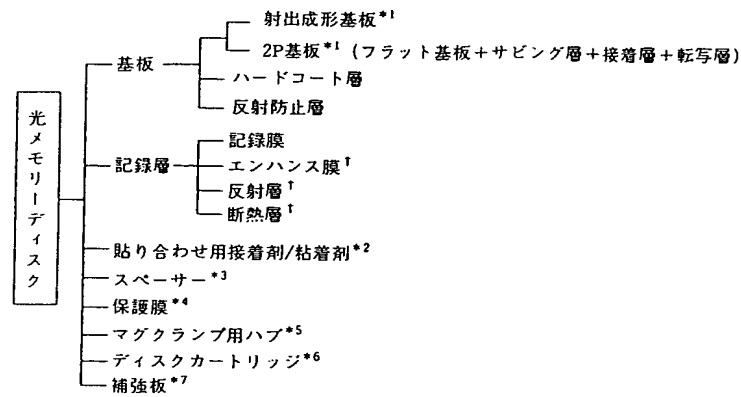 射出成形基板*1
2P基板*1 (フラット基板+サビング層+接着層+転写層)
基板
ハードコート層
反射防止層
光メモリーディスク
記録膜
記録層
エンハンス膜†
反射層†
断熱層†
貼り合わせ用接着剤/粘着剤*2
スペーサー*3
保護膜*4
マグクランプ用ハブ*5
ディスクカートリッジ*6
補強板*7